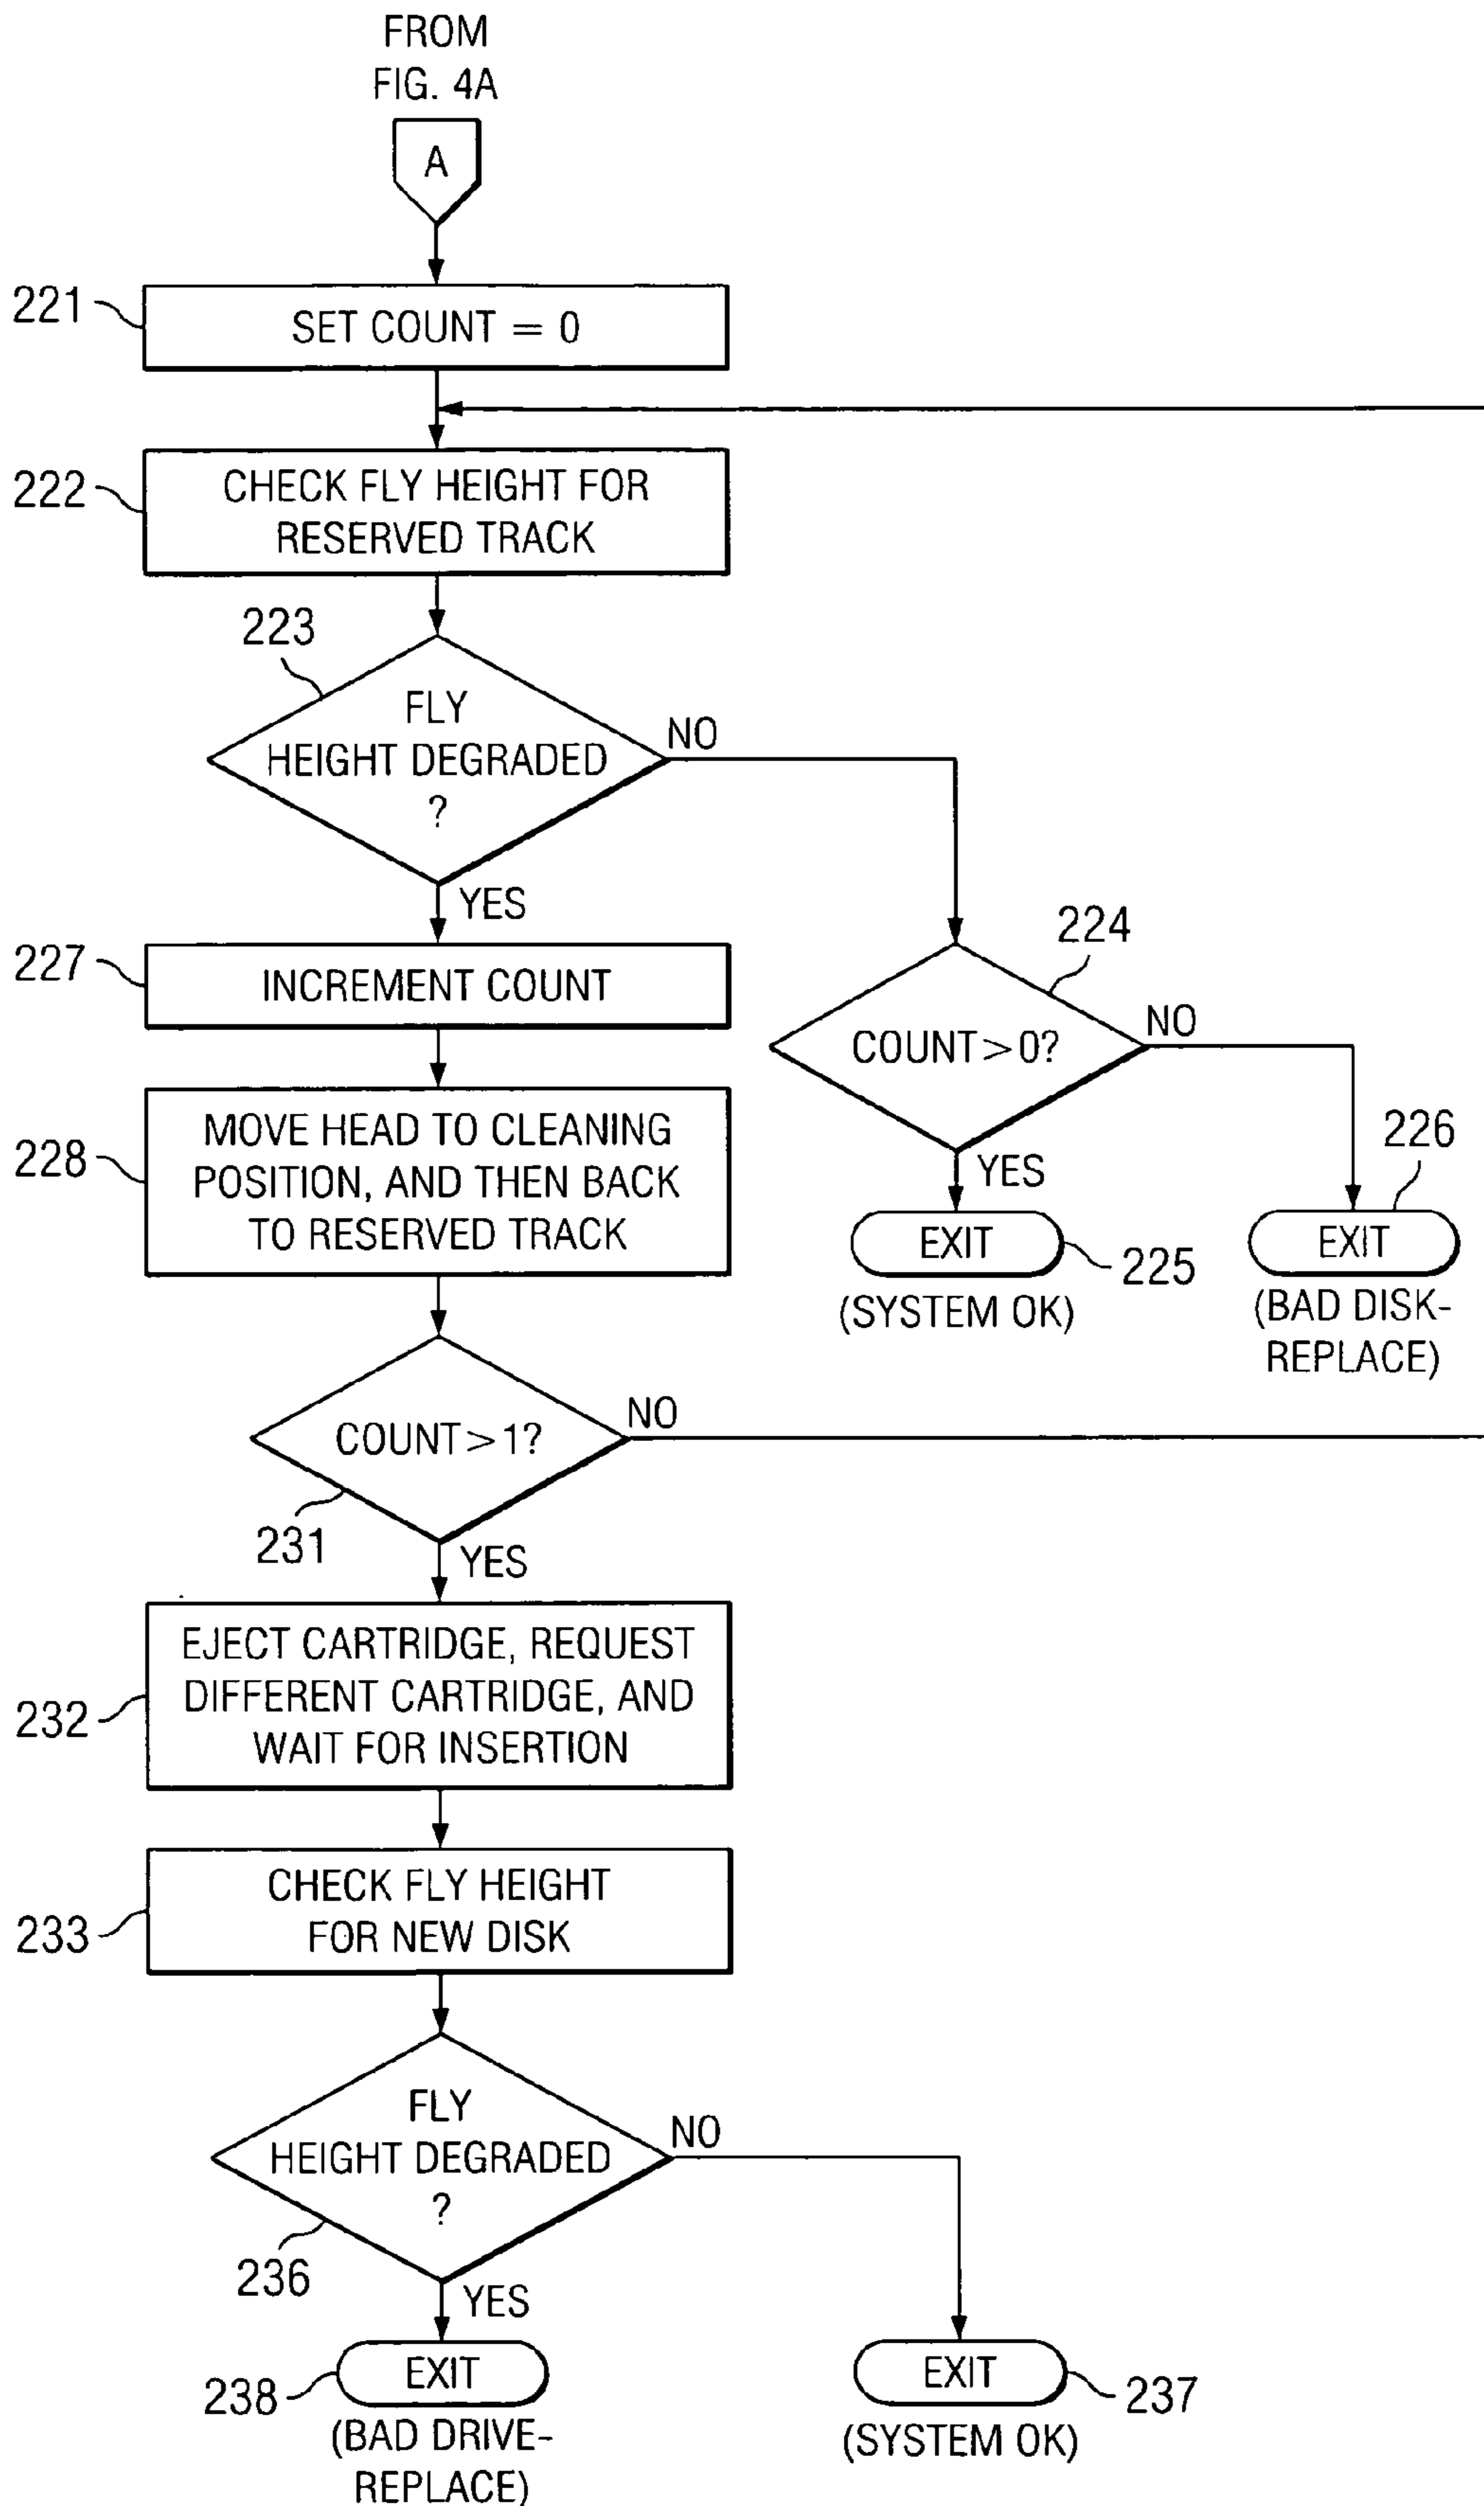 FROM
FIG. 4A
A
221
SET COUNT = 0
222
CHECK FLY HEIGHT FOR
RESERVED TRACK
223
FLY
HEIGHT DEGRADED
?
NO
YES
224
COUNT>0?
NO
YES
227
INCREMENT COUNT
228
MOVE HEAD TO CLEANING
POSITION, AND THEN BACK
TO RESERVED TRACK
EXIT
225
(SYSTEM OK)
226
EXIT
(BAD DISK-
REPLACE)
COUNT>1?
NO
231
YES
232
EJECT CARTRIDGE, REQUEST
DIFFERENT CARTRIDGE, AND
WAIT FOR INSERTION
233
CHECK FLY HEIGHT
FOR NEW DISK
FLY
HEIGHT DEGRADED
?
NO
236
YES
238
EXIT
(BAD DRIVE-
REPLACE)
EXIT
237
(SYSTEM OK)